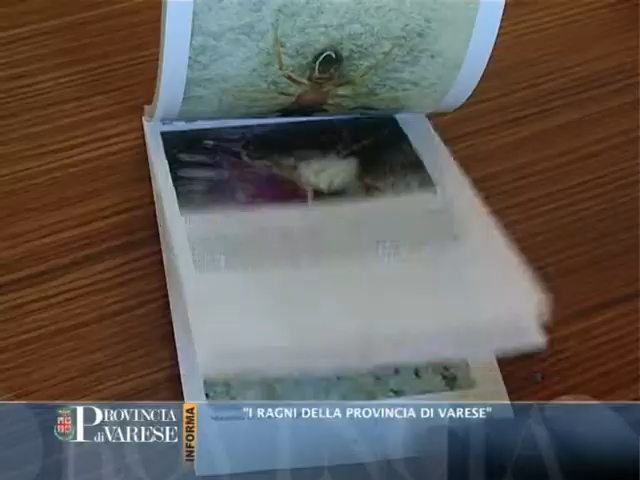 PROVINCIA
di VARESE
INFORMA
"I RAGNI DELLA PROVINCIA DI VARESE"